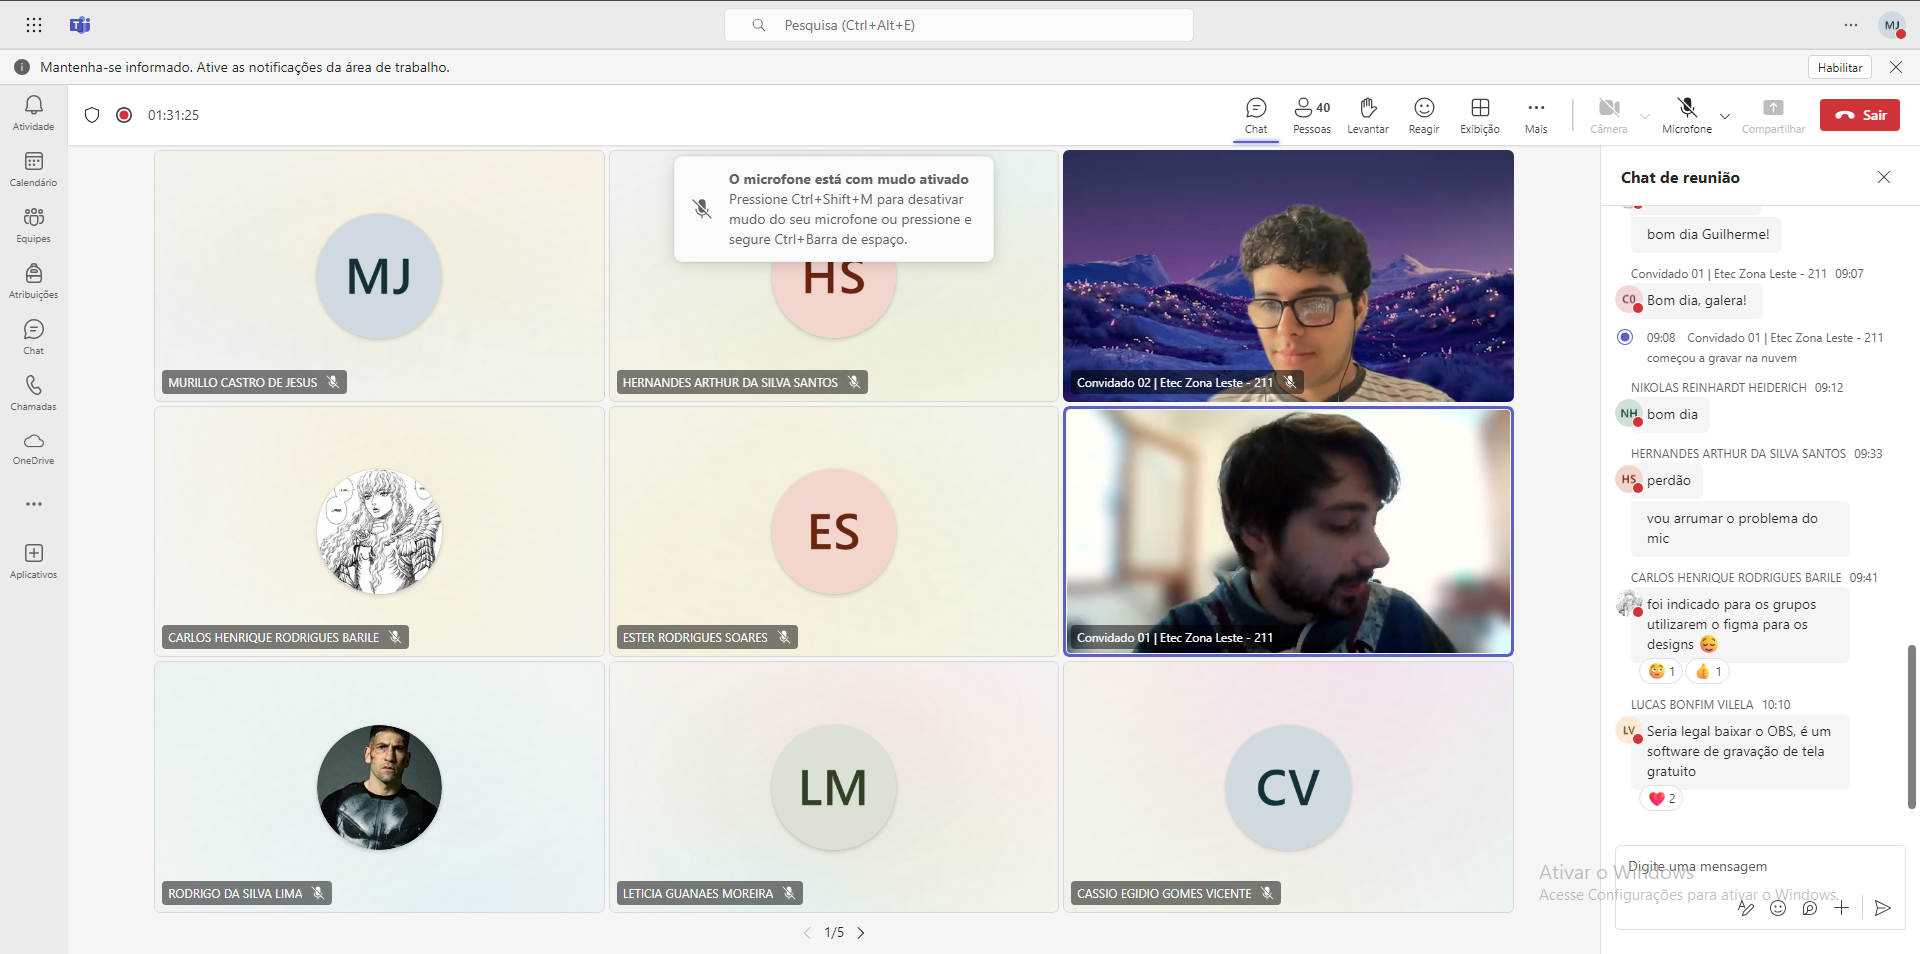 Pesquisa (Ctrl+Alt+E)
MJ
Mantenha-se informado. Ative as notificações da área de trabalho.
Habilitar
Atividade
Calendário
Equipes
Atribuições
Chat
Chamadas
OneDrive
Aplicativos
01:31:25
Chat
40
Pessoas
Levantar
Reagir
Exibição
Mais
Câmera
Microfone
Compartilhar
Sair
O microfone está com mudo ativado
Pressione Ctrl+Shift+M para desativar
mudo do seu microfone ou pressione e
segure Ctrl+Barra de espaço.
MJ
MURILLO CASTRO DE JESUS
HS
HERNANDES ARTHUR DA SILVA SANTOS
Convidado 02 | Etec Zona Leste - 211
CARLOS HENRIQUE RODRIGUES BARILE
ES
ESTER RODRIGUES SOARES
Convidado 01 | Etec Zona Leste - 211
RODRIGO DA SILVA LIMA
LM
LETICIA GUANAES MOREIRA
CV
CASSIO EGIDIO GOMES VICENTE
1/5
Chat de reunião
bom dia Guilherme!
Convidado 01 | Etec Zona Leste - 211 09:07
C0
Bom dia, galera!
09:08 Convidado 01 | Etec Zona Leste - 211
começou a gravar na nuvem
NIKOLAS REINHARDT HEIDERICH 09:12
NH
bom dia
HERNANDES ARTHUR DA SILVA SANTOS 09:33
HS
perdão
vou arrumar o problema do
mic
CARLOS HENRIQUE RODRIGUES BARILE 09:41
foi indicado para os grupos
utilizarem o figma para os
designs 😋
1
1
LUCAS BONFIM VILELA 10:10
LV
Seria legal baixar o OBS, é um
software de gravação de tela
gratuito
2
Digite uma mensagem
Ativar o Windows
Acesse Configurações para ativar o Windows.